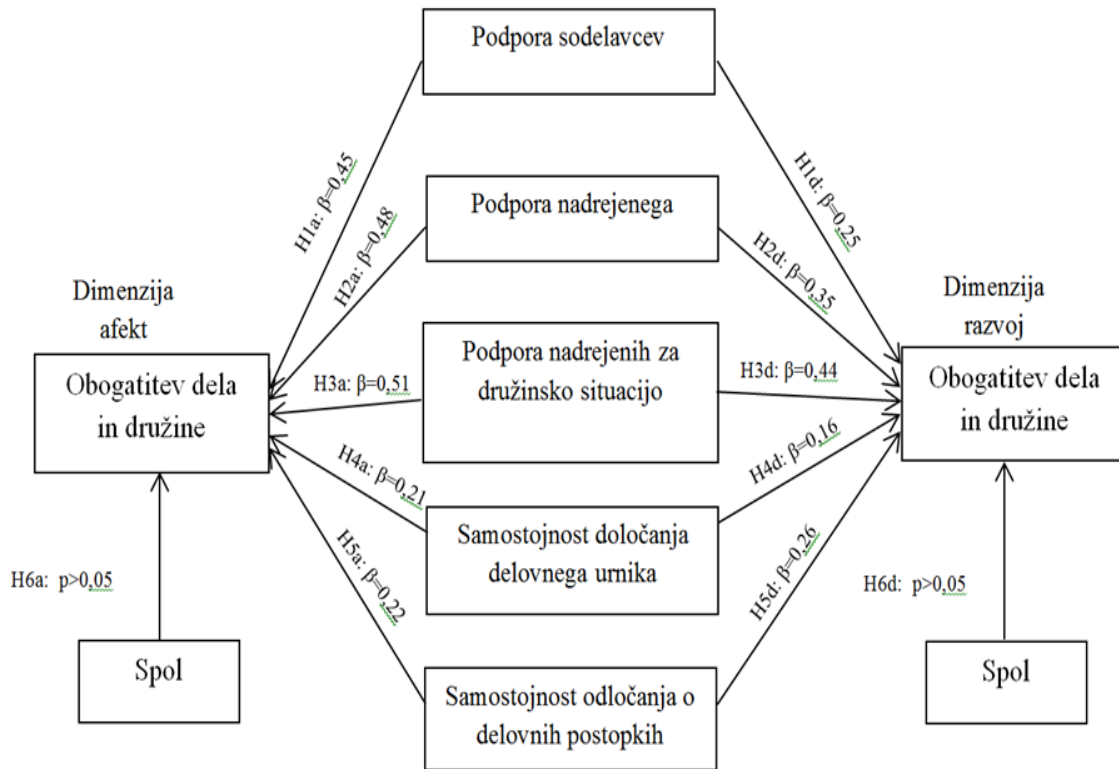 Podpora sodelavcev
H1a: β=0,45
H1d: β=0,25
Podpora nadrejenega
H2a: β=0,48
H2d: β=0,35
Dimenzija
afekt
Dimenzija
razvoj
Obogatitev dela
in družine
H3a: β=0,51
Podpora nadrejenih za
družinsko situacijo
H3d: β=0,44
Obogatitev dela
in družine
H4a: β=0,21
H4d: β=0,16
Samostojnost določanja
delovnega urnika
H5a: β=0,22
H5d: β=0,26
H6a: p>0,05
H6d: p>0,05
Spol
Samostojnost odločanja o
delovnih postopkih
Spol